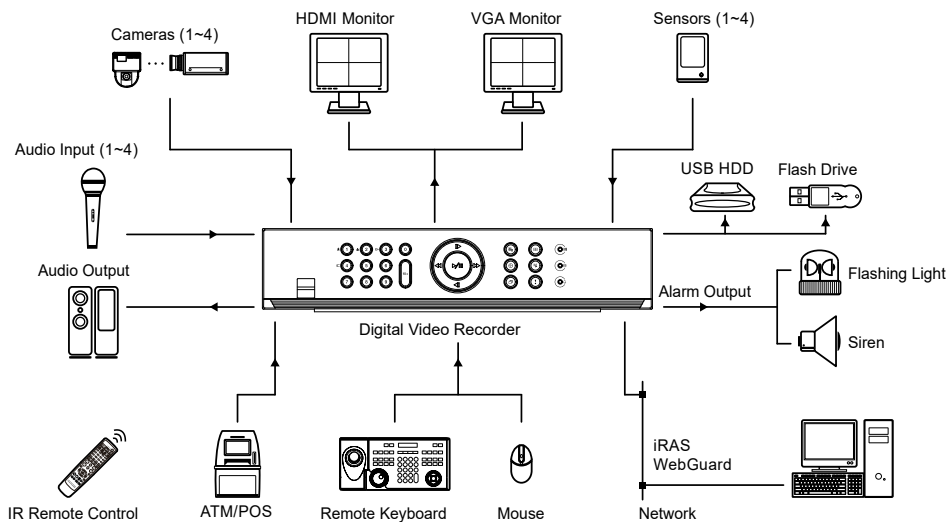 HDMI Monitor
VGA Monitor
Sensors (1~4)
Cameras (1~4)
Audio Input (1~4)
USB HDD
Flash Drive
Audio Output
Alarm Output
Flashing Light
Digital Video Recorder
Siren
iRAS
WebGuard
IR Remote Control
ATM/POS
Remote Keyboard
Mouse
Network